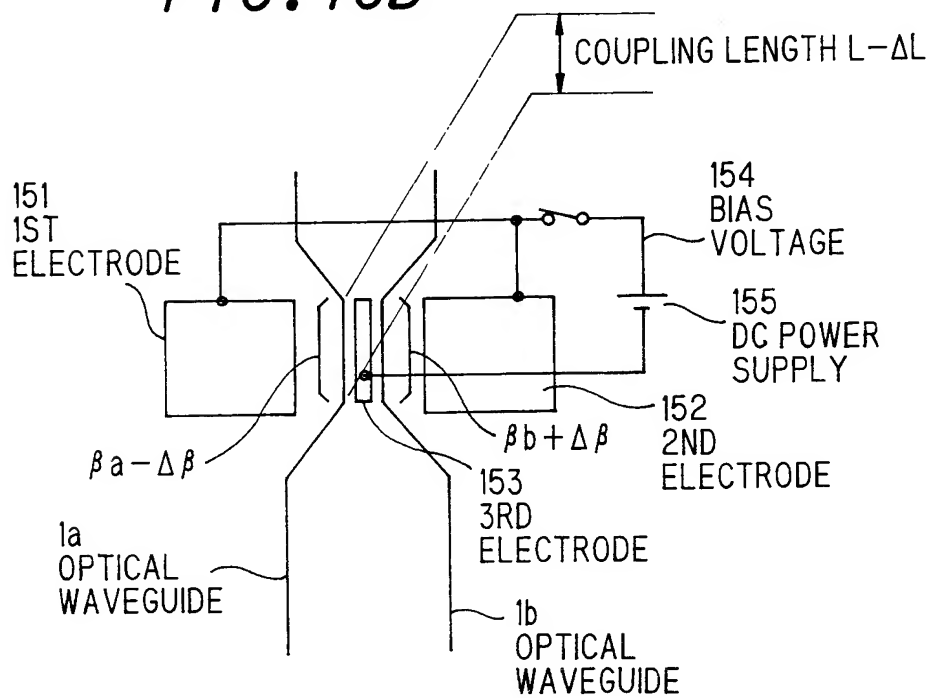 FIG.
COUPLING LENGTH L−ΔL
151
1ST
ELECTRODE
154
BIAS
VOLTAGE
155
DC POWER
SUPPLY
152
2ND
ELECTRODE
βa−Δβ
βb+Δβ
153
3RD
ELECTRODE
1a
OPTICAL
WAVEGUIDE
1b
OPTICAL
WAVEGUIDE